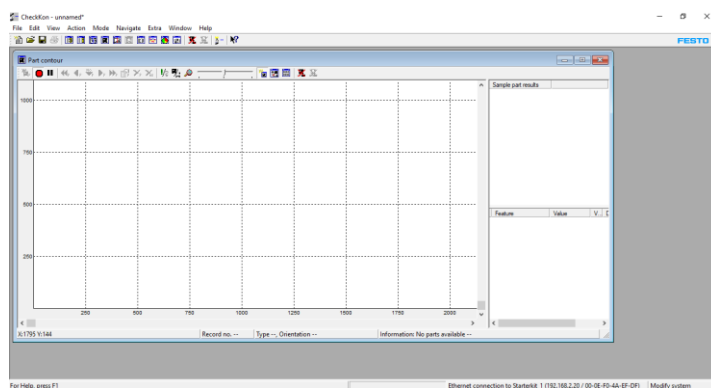 CheckKon - unnamed*
File Edit View Action Mode Navigate Extra Window Help
FESTO
Part contour
Sample part results
1000
750
500
250
Feature Value V...
250 500 750 1000 1250 1500 1750 2000
X:1795 Y:144 Record no. -- Type --, Orientation -- Information: No parts available --
For Help, press F1 Ethernet connection to Starterkit 1 (192.168.2.20 / 00-0E-F0-4A-EF-DF) Modify system